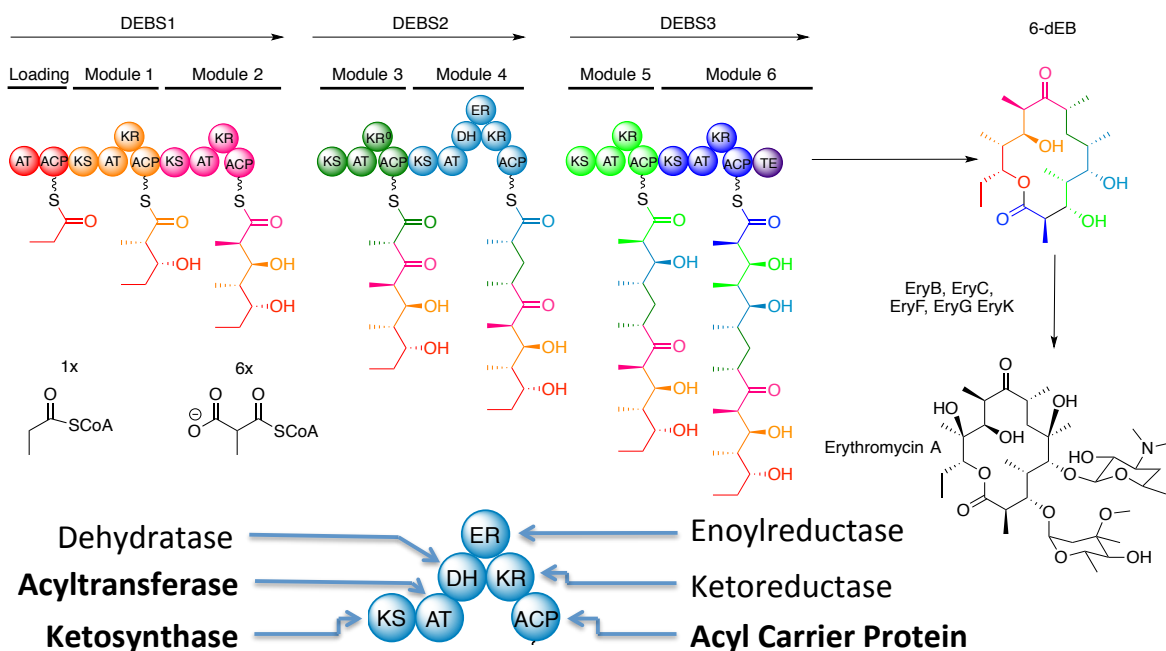 DEBS1 DEBS2 DEBS3 6-dEB
Loading Module 1 Module 2 Module 3 Module 4 Module 5 Module 6
ER
KR KR KR⁰ DH KR KR KR
AT ACP KS AT ACP KS AT ACP KS AT ACP KS AT ACP KS AT ACP KS AT ACP TE
S S S S S S
O O O O O O
OH OH O OH O OH
OH OH OH
OH OH O O
OH OH OH O
OH OH
OH
O
OH
O
OH
O
OH
EryB, EryC,
EryF, EryG EryK
1x 6x
O O O
SCoA ⊖O SCoA
Erythromycin A
O
HO OH
OH
HO N
O O O
O O
O O
OH
Dehydratase ER Enoylreductase
Acyltransferase DH KR Ketoreductase
Ketosynthase KS AT ACP Acyl Carrier Protein